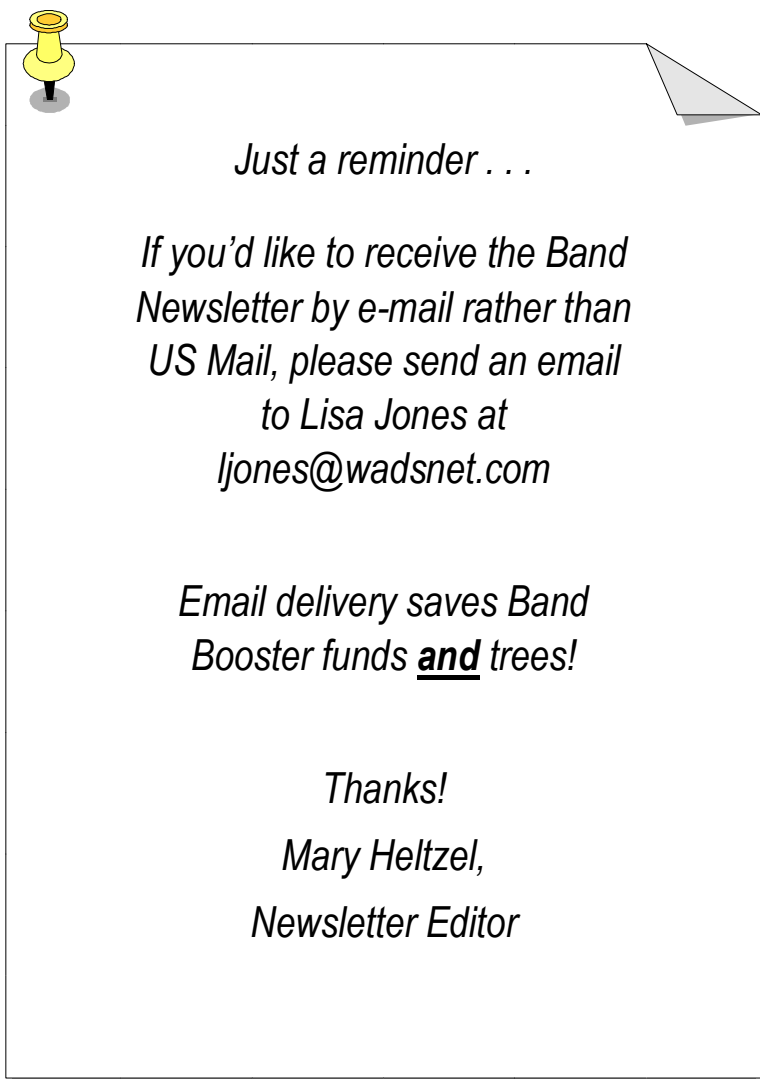 Just a reminder . . .
If you’d like to receive the Band
Newsletter by e-mail rather than
US Mail, please send an email
to Lisa Jones at
ljones@wadsnet.com
Email delivery saves Band
Booster funds and trees!
Thanks!
Mary Heltzel,
Newsletter Editor